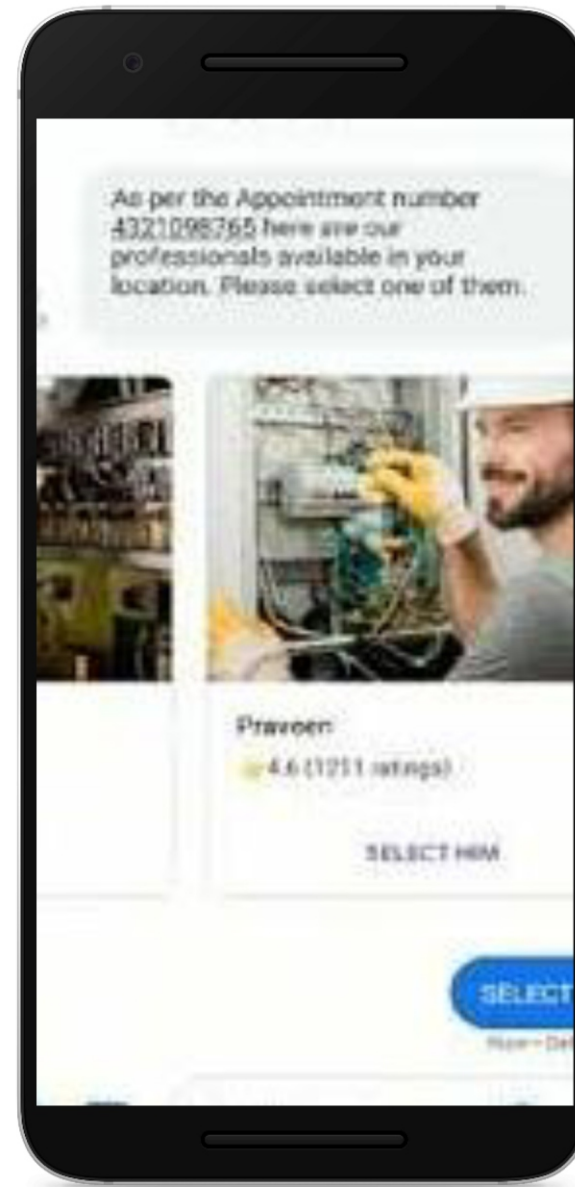 As per the Appointment number
4321098765 here are our
professionals available in your
location. Please select one of them.
Praveen
4.6 (1211 ratings)
SELECT HIM
SELECT